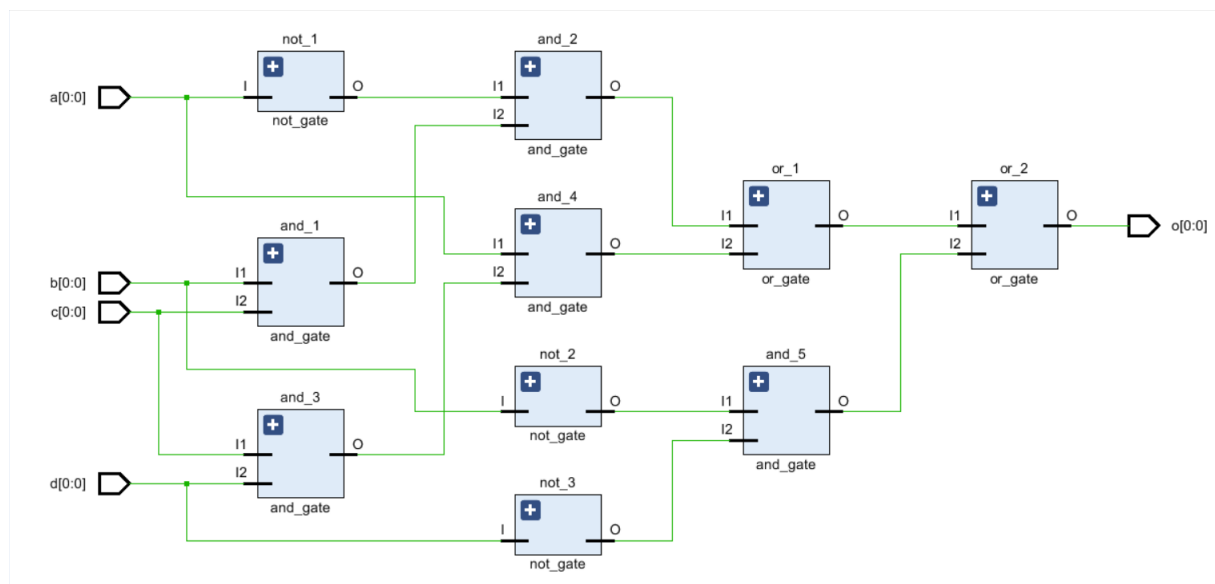 not_1
and_2
a[0:0]
I
O
I1
O
not_gate
I2
and_gate
or_1
or_2
and_4
and_1
I1
O
I1
O
I1
O
o[0:0]
I2
I2
b[0:0]
I1
O
I2
or_gate
or_gate
c[0:0]
I2
and_gate
and_gate
not_2
and_5
and_3
I
O
I1
O
I1
O
not_gate
I2
d[0:0]
I2
and_gate
and_gate
not_3
I
O
not_gate